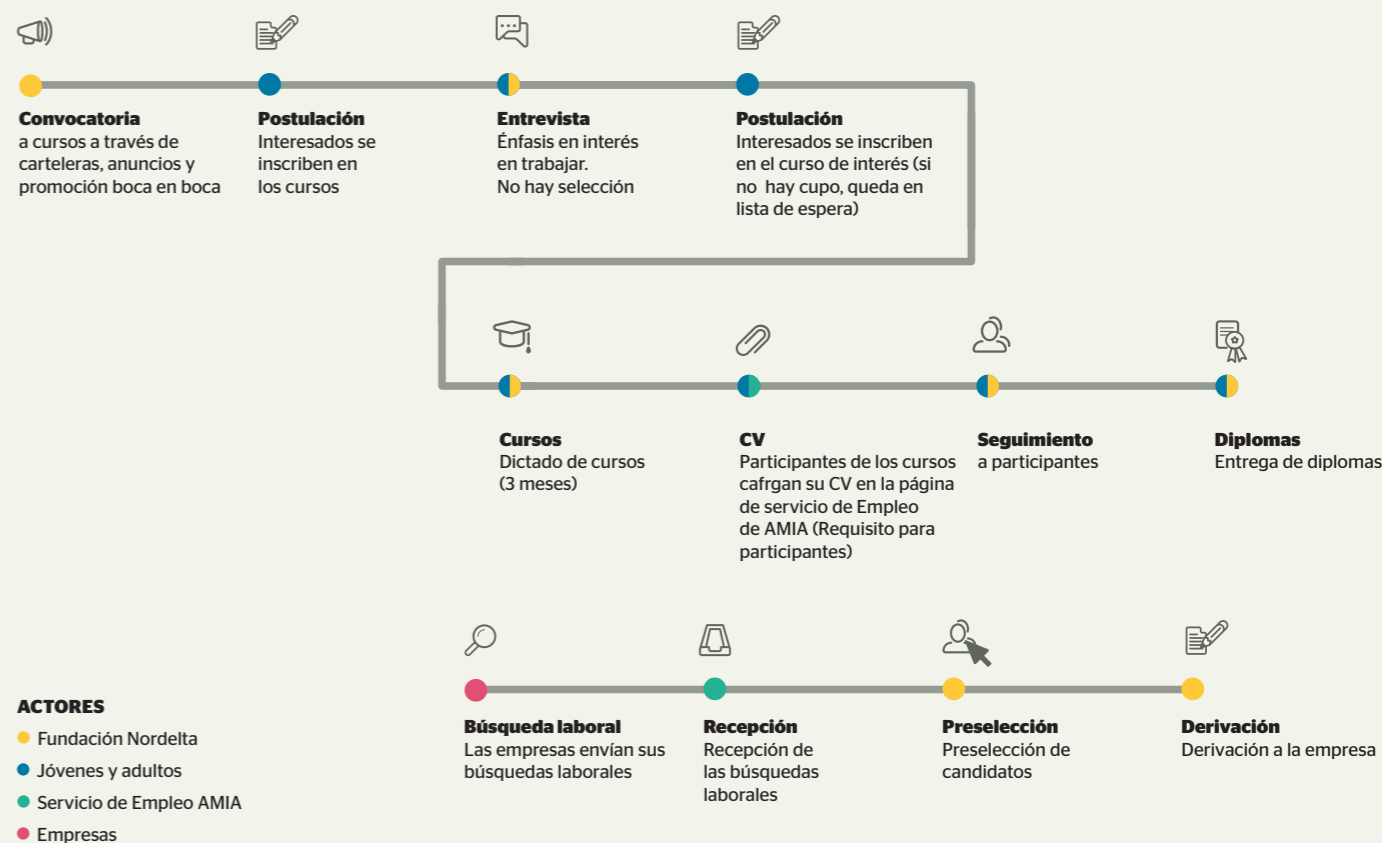 Convocatoria
a cursos a través de
carteleras, anuncios y
promoción boca en boca
Postulación
Interesados se
inscriben en
los cursos
Entrevista
Énfasis en interés
en trabajar.
No hay selección
Postulación
Interesados se inscriben
en el curso de interés (si
no hay cupo, queda en
lista de espera)
Cursos
Dictado de cursos
(3 meses)
CV
Participantes de los cursos
cafrgan su CV en la página
de servicio de Empleo
de AMIA (Requisito para
participantes)
Seguimiento
a participantes
Diplomas
Entrega de diplomas
Búsqueda laboral
Las empresas envían sus
búsquedas laborales
Recepción
Recepción de
las búsquedas
laborales
Preselección
Preselección de
candidatos
Derivación
Derivación a la empresa
ACTORES
Fundación Nordelta
Jóvenes y adultos
Servicio de Empleo AMIA
Empresas